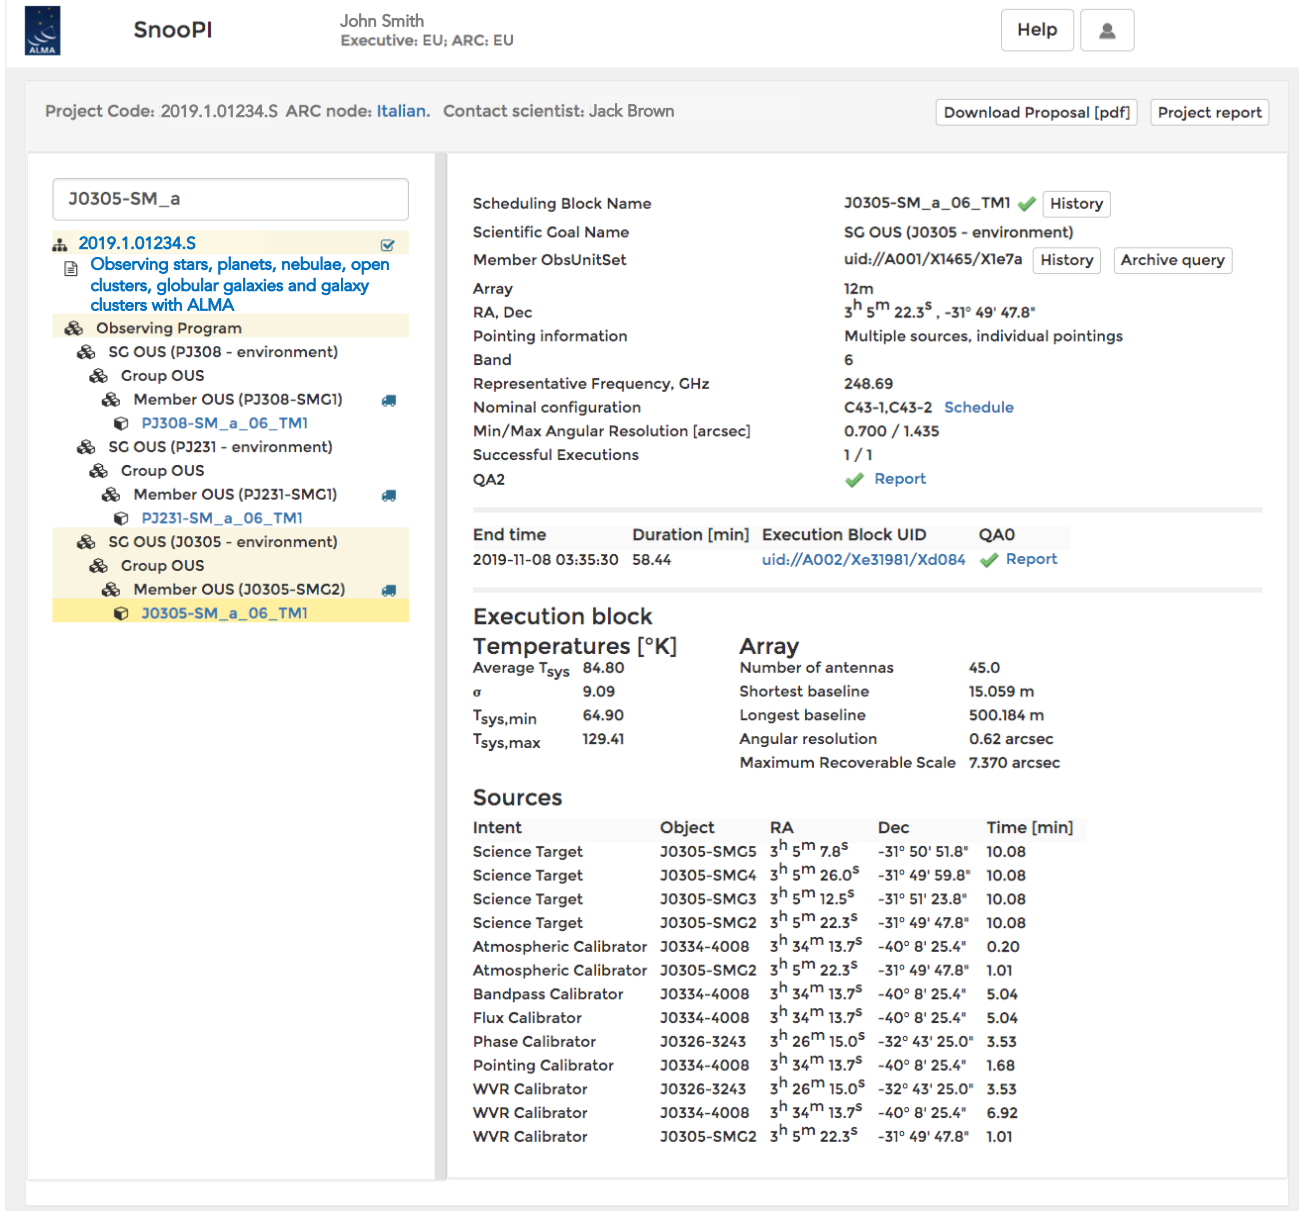 ALMA
SnooPI
John Smith
Executive: EU; ARC: EU
Help
Project Code: 2019.1.01234.S ARC node: Italian. Contact scientist: Jack Brown
Download Proposal [pdf]
Project report
J0305-SM_a
2019.1.01234.S
Observing stars, planets, nebulae, open
clusters, globular galaxies and galaxy
clusters with ALMA
Observing Program
SG OUS (PJ308 - environment)
Group OUS
Member OUS (PJ308-SMG1)
PJ308-SM_a_06_TM1
SG OUS (PJ231 - environment)
Group OUS
Member OUS (PJ231-SMG1)
PJ231-SM_a_06_TM1
SG OUS (J0305 - environment)
Group OUS
Member OUS (J0305-SMG2)
J0305-SM_a_06_TM1
Scheduling Block Name J0305-SM_a_06_TM1 History
Scientific Goal Name SG OUS (J0305 - environment)
Member ObsUnitSet uid://A001/X1465/X1e7a History Archive query
Array 12m
RA, Dec 3h 5m 22.3s , -31° 49' 47.8"
Pointing information Multiple sources, individual pointings
Band 6
Representative Frequency, GHz 248.69
Nominal configuration C43-1,C43-2 Schedule
Min/Max Angular Resolution [arcsec] 0.700 / 1.435
Successful Executions 1 / 1
QA2 Report
End time Duration [min] Execution Block UID QA0
2019-11-08 03:35:30 58.44 uid://A002/Xe31981/Xd084 Report
Execution block
Temperatures [°K] Array
Average Tsys 84.80 Number of antennas 45.0
σ 9.09 Shortest baseline 15.059 m
Tsys,min 64.90 Longest baseline 500.184 m
Tsys,max 129.41 Angular resolution 0.62 arcsec
Maximum Recoverable Scale 7.370 arcsec
Sources
Intent Object RA Dec Time [min]
Science Target J0305-SMG5 3h 5m 7.8s -31° 50' 51.8" 10.08
Science Target J0305-SMG4 3h 5m 26.0s -31° 49' 59.8" 10.08
Science Target J0305-SMG3 3h 5m 12.5s -31° 51' 23.8" 10.08
Science Target J0305-SMG2 3h 5m 22.3s -31° 49' 47.8" 10.08
Atmospheric Calibrator J0334-4008 3h 34m 13.7s -40° 8' 25.4" 0.20
Atmospheric Calibrator J0305-SMG2 3h 5m 22.3s -31° 49' 47.8" 1.01
Bandpass Calibrator J0334-4008 3h 34m 13.7s -40° 8' 25.4" 5.04
Flux Calibrator J0334-4008 3h 34m 13.7s -40° 8' 25.4" 5.04
Phase Calibrator J0326-3243 3h 26m 15.0s -32° 43' 25.0" 3.53
Pointing Calibrator J0334-4008 3h 34m 13.7s -40° 8' 25.4" 1.68
WVR Calibrator J0326-3243 3h 26m 15.0s -32° 43' 25.0" 3.53
WVR Calibrator J0334-4008 3h 34m 13.7s -40° 8' 25.4" 6.92
WVR Calibrator J0305-SMG2 3h 5m 22.3s -31° 49' 47.8" 1.01